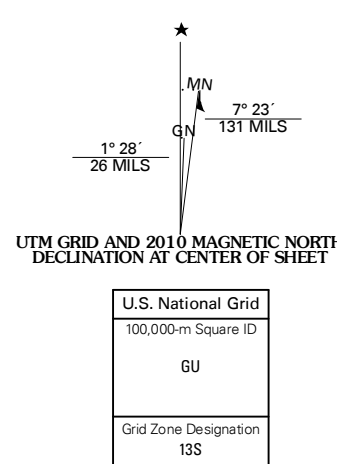 ★
MN
7° 23´
131 MILS
GN
1° 28´
26 MILS
UTM GRID AND 2010 MAGNETIC NORTH
DECLINATION AT CENTER OF SHEET
U.S. National Grid
100,000-m Square ID
GU
Grid Zone Designation
13S